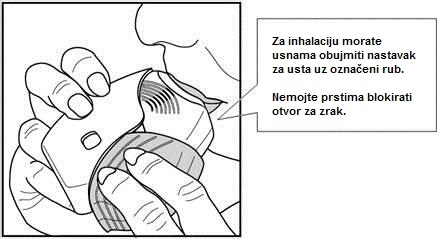 Za inhalaciju morate
usnama obujmiti nastavak
za usta uz označeni rub.
Nemojte prstima blokirati
otvor za zrak.